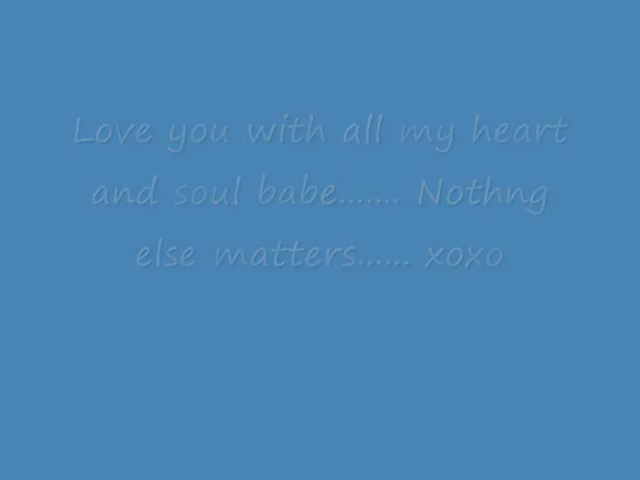 Love you with all my heart
and soul babe....... Nothng
else matters...... xoxo